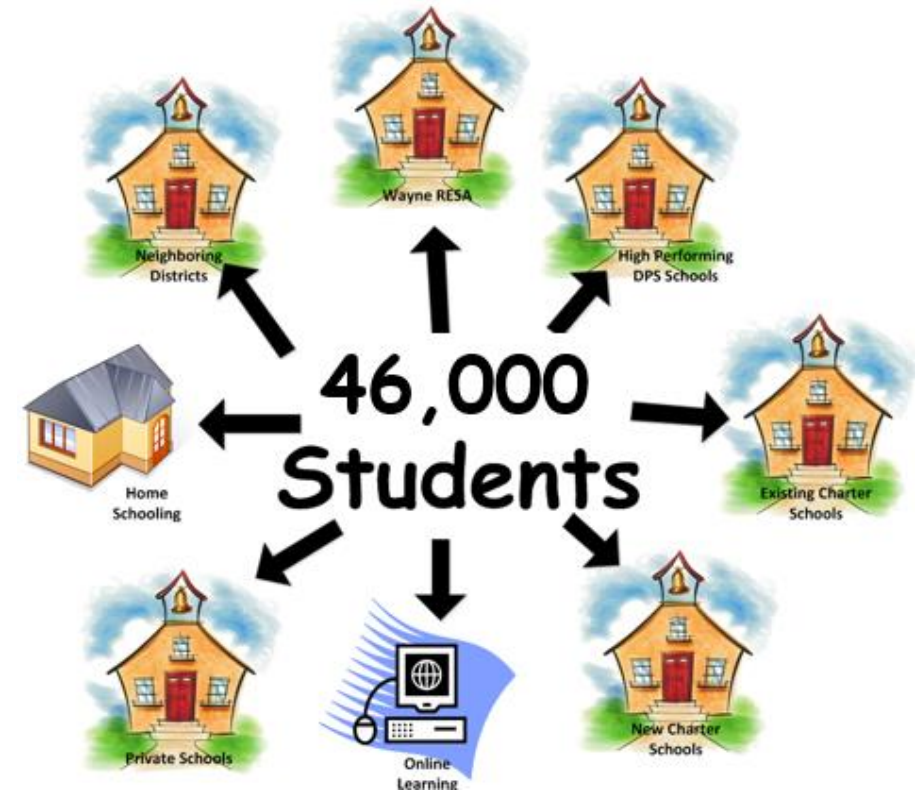 Wayne RESA
Neighboring
Districts
High Performing
DPS Schools
46,000
Students
Home
Schooling
Existing Charter
Schools
Private Schools
Online
Learning
New Charter
Schools